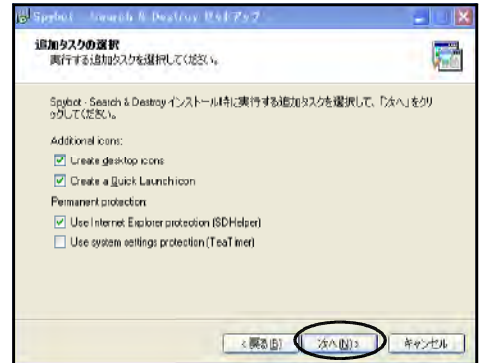 Spybot - Search & Destroy セットアップ
追加タスクの選択
実行する追加タスクを選択してください。
Spybot - Search & Destroy インストール時に実行する追加タスクを選択して、「次へ」をクリ
ックしてください。
Additional icons:
Create desktop icons
Create a Quick Launch icon
Permanent protection:
Use Internet Explorer protection (SDHelper)
Use system settings protection (TeaTimer)
< 戻る(B)
次へ(N) >
キャンセル